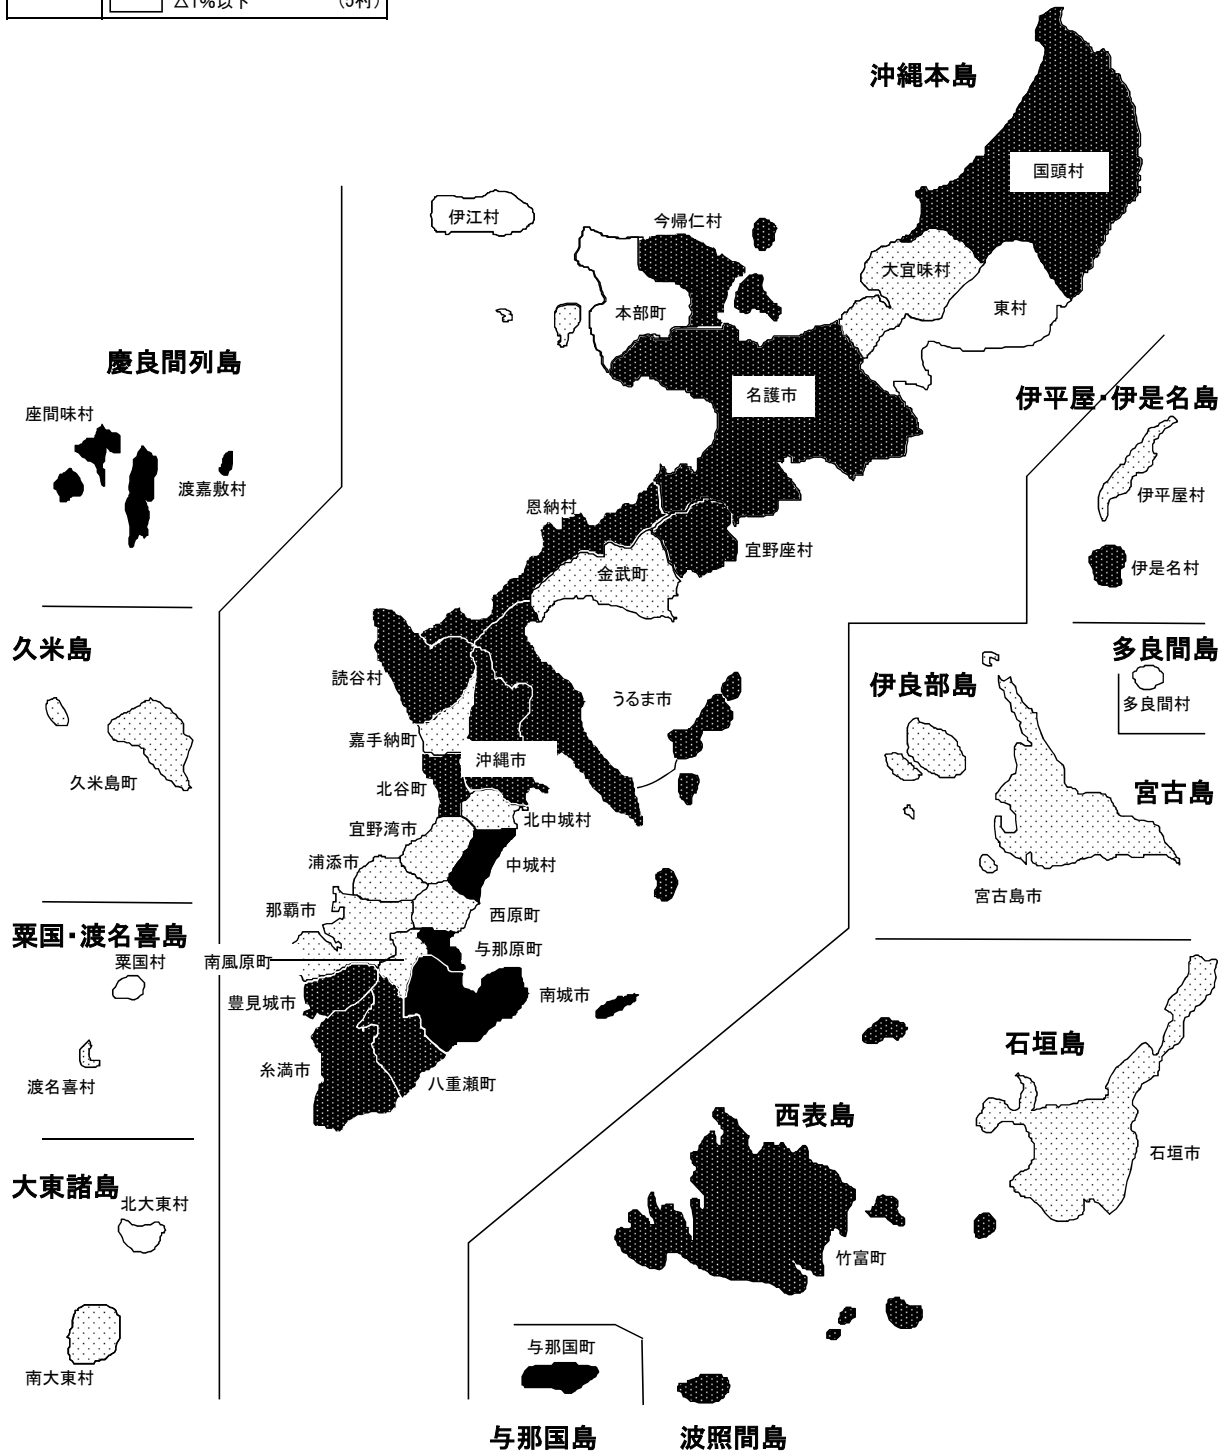 △1%以下 (5村)
沖縄本島
国頭村
伊江村
今帰仁村
大宜味村
東村
本部町
名護市
慶良間列島
座間味村
渡嘉敷村
伊平屋・伊是名島
伊平屋村
伊是名村
恩納村
宜野座村
金武町
久米島
久米島町
読谷村
うるま市
嘉手納町
沖縄市
北谷町
北中城村
宜野湾市
浦添市
中城村
那覇市
西原町
与那原町
南風原町
南城市
豊見城市
糸満市
八重瀬町
多良間島
多良間村
伊良部島
宮古島
宮古島市
粟国・渡名喜島
粟国村
渡名喜村
大東諸島
北大東村
南大東村
石垣島
石垣市
西表島
竹富町
与那国町
与那国島
波照間島